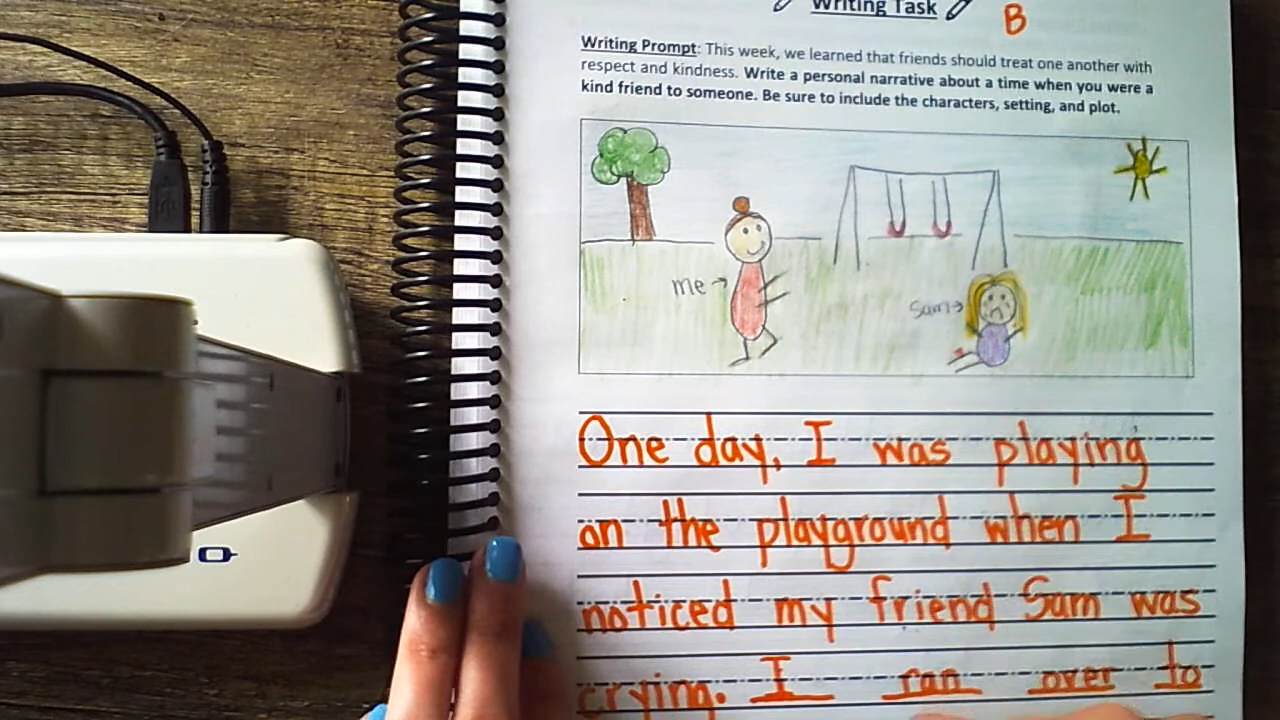 Writing Task
B
Writing Prompt: This week, we learned that friends should treat one another with
respect and kindness. Write a personal narrative about a time when you were a
kind friend to someone. Be sure to include the characters, setting, and plot.
me
Sam
One day, I was playing
on the playground when I
noticed my friend Sam was
crying. I ran over to